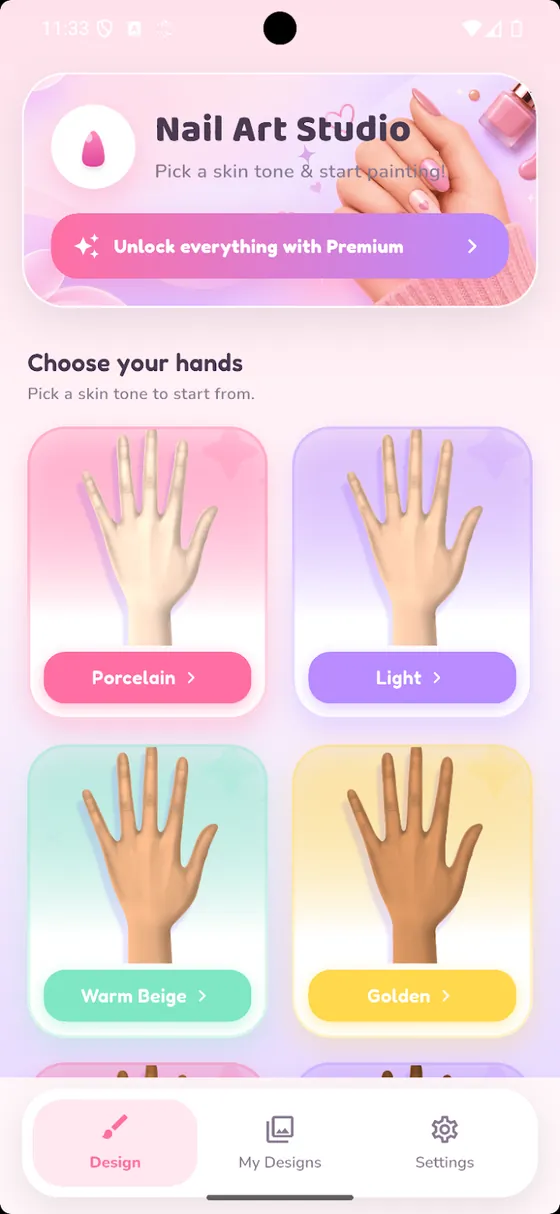 11:33
Nail Art Studio
Pick a skin tone & start painting!
Unlock everything with Premium
Choose your hands
Pick a skin tone to start from.
Porcelain
Light
Warm Beige
Golden
Design
My Designs
Settings